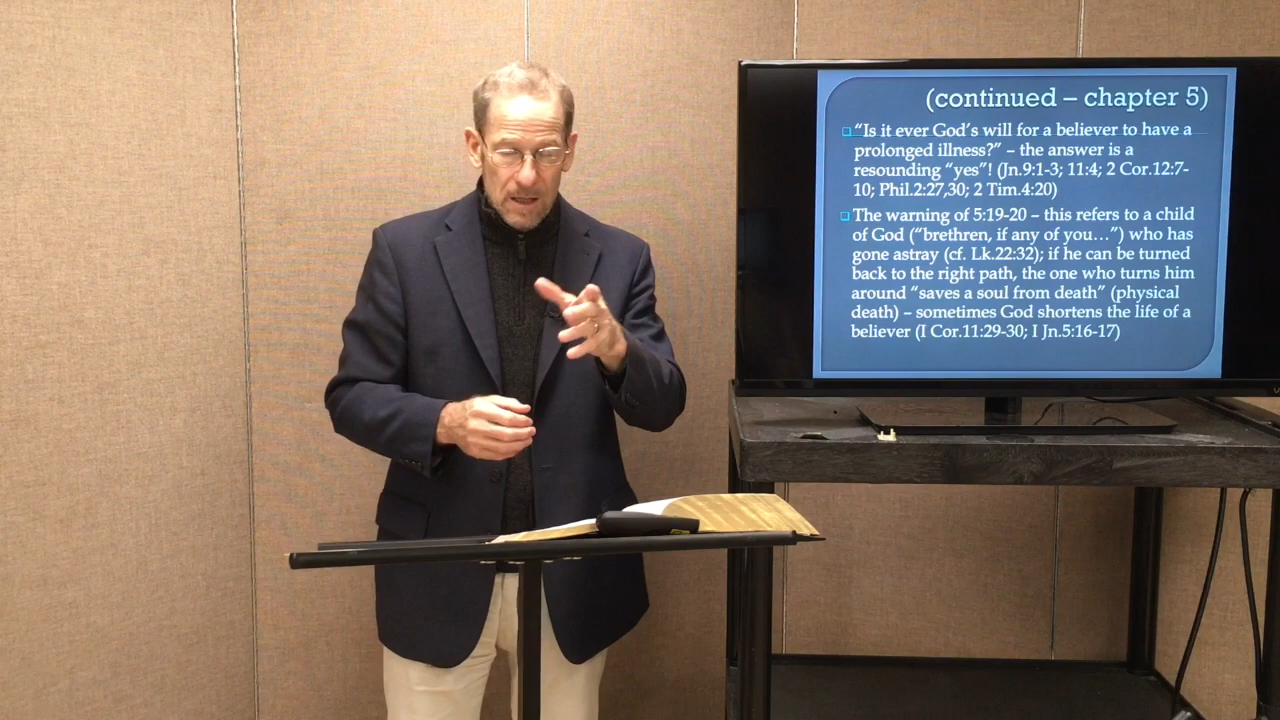 (continued – chapter 5)
“Is it ever God’s will for a believer to have a
prolonged illness?” – the answer is a
resounding “yes”! (Jn.9:1-3; 11:4; 2 Cor.12:7-
10; Phil.2:27,30; 2 Tim.4:20)
The warning of 5:19-20 – this refers to a child
of God (“brethren, if any of you…”) who has
gone astray (cf. Lk.22:32); if he can be turned
back to the right path, the one who turns him
around “saves a soul from death” (physical
death) – sometimes God shortens the life of a
believer (I Cor.11:29-30; I Jn.5:16-17)